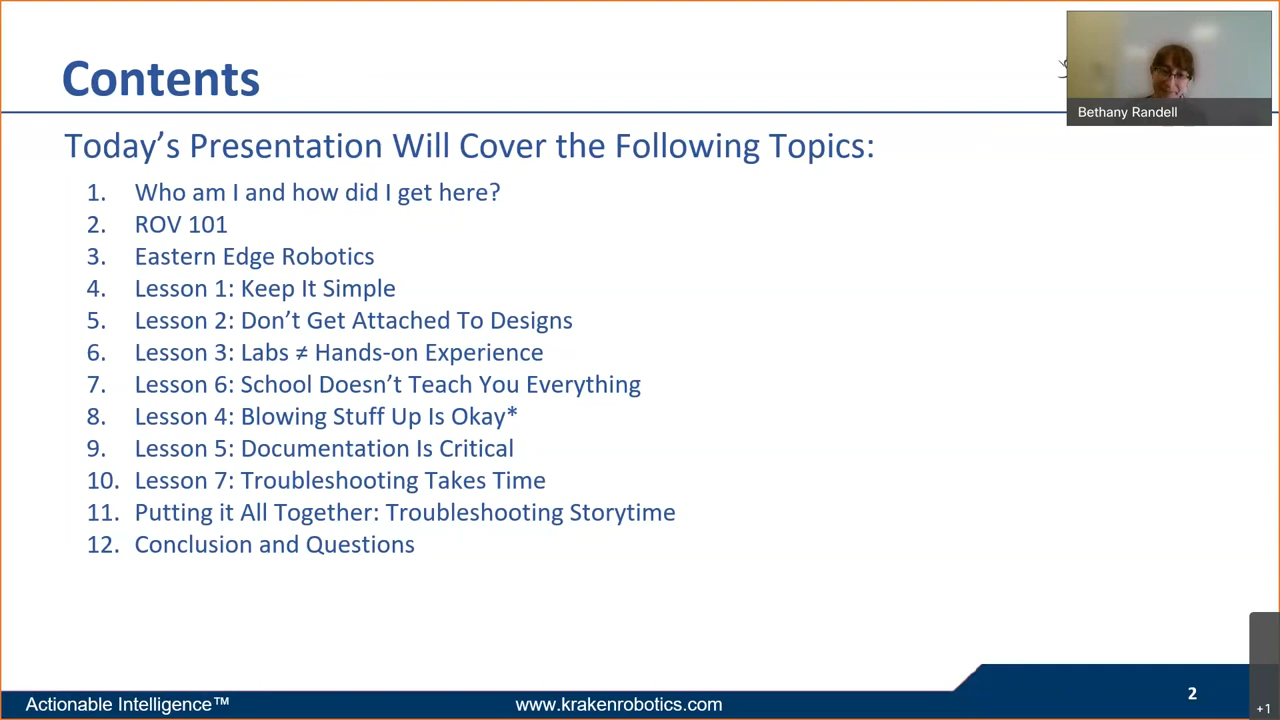 Contents
Bethany Randell
Today's Presentation Will Cover the Following Topics:
1. Who am I and how did I get here?
2. ROV 101
3. Eastern Edge Robotics
4. Lesson 1: Keep It Simple
5. Lesson 2: Don't Get Attached To Designs
6. Lesson 3: Labs ≠ Hands-on Experience
7. Lesson 6: School Doesn't Teach You Everything
8. Lesson 4: Blowing Stuff Up Is Okay*
9. Lesson 5: Documentation Is Critical
10. Lesson 7: Troubleshooting Takes Time
11. Putting it All Together: Troubleshooting Storytime
12. Conclusion and Questions
Actionable Intelligence™ www.krakenrobotics.com 2
+1